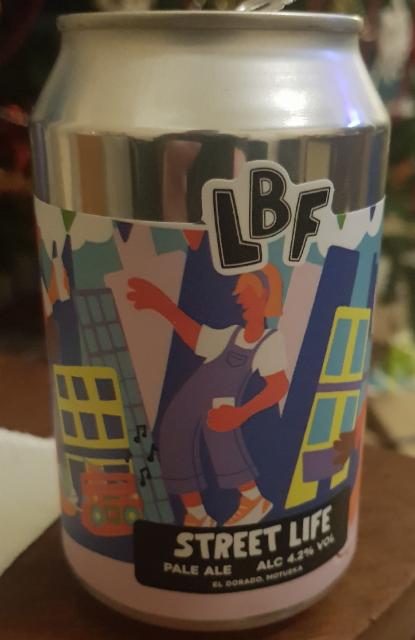 LBF
STREET LIFE
PALE ALE ALC 4.2% VOL
EL DORADO, MOTUEKA